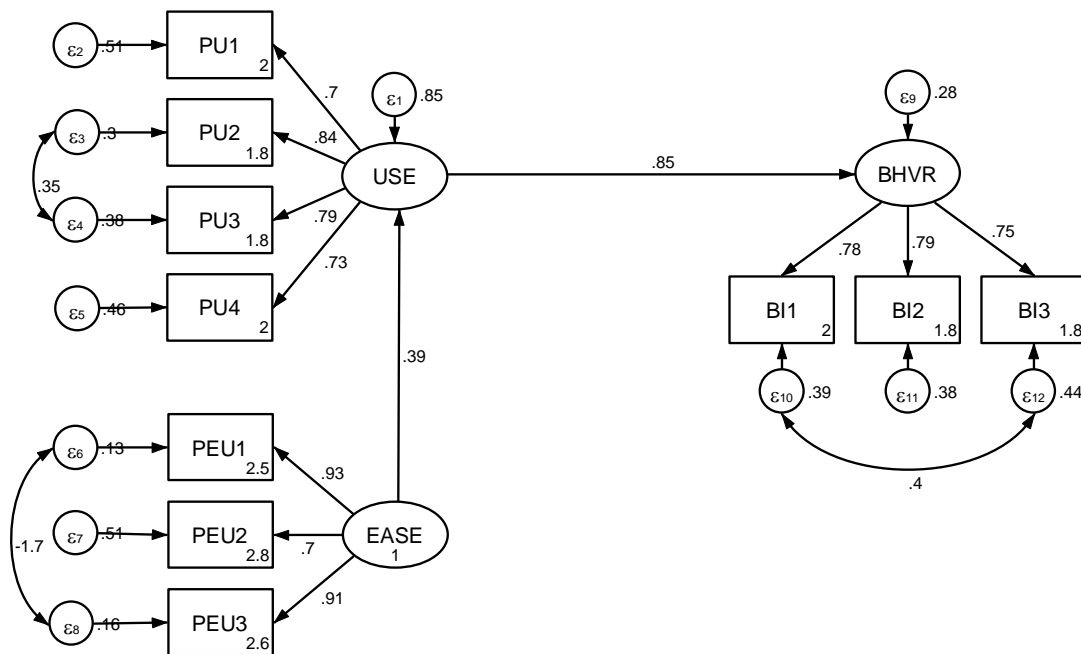 ε2 .51 PU1 2
ε3 .3 PU2 1.8
.35
ε4 .38 PU3 1.8
ε5 .46 PU4 2
.7
.84
.79
.73
ε1 .85
USE
.85
ε9 .28
BHVR
.78 .79 .75
BI1 2 BI2 1.8 BI3 1.8
ε10 .39 ε11 .38 ε12 .44
.4
.39
ε6 .13 PEU1 2.5
ε7 .51 PEU2 2.8
-1.7
ε8 .16 PEU3 2.6
.93
.7
.91
EASE
1